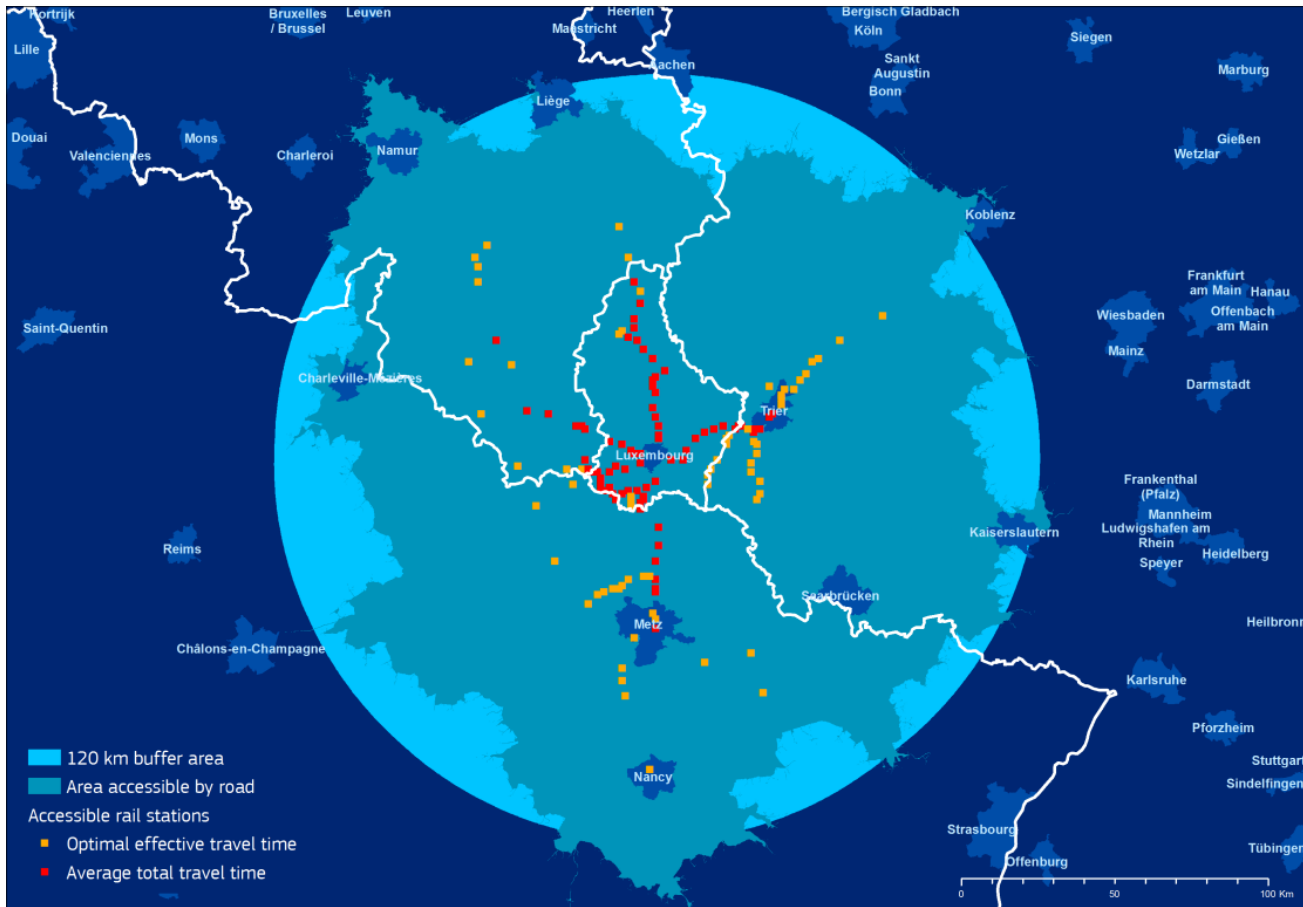 Kortrijk
Bruxelles
/ Brussel
Leuven
Heerlen
Maastricht
Bergisch Gladbach
Köln
Siegen
Lille
Aachen
Sankt
Augustin
Bonn
Marburg
Liège
Douai
Valenciennes
Mons
Charleroi
Namur
Wetzlar
Gießen
Koblenz
Frankfurt
am Main
Hanau
Wiesbaden
Offenbach
am Main
Saint-Quentin
Mainz
Charleville-Mézières
Darmstadt
Trier
Luxembourg
Frankenthal
(Pfalz)
Mannheim
Ludwigshafen am
Rhein
Kaiserslautern
Heidelberg
Speyer
Reims
Saarbrücken
Metz
Heilbronn
Châlons-en-Champagne
Karlsruhe
Pforzheim
Stuttgart
Sindelfingen
Nancy
Strasbourg
Offenburg
Tübingen
120 km buffer area
Area accessible by road
Accessible rail stations
Optimal effective travel time
Average total travel time
0 50 100 Km